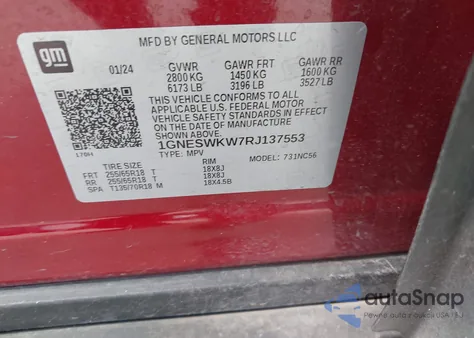 MFD BY GENERAL MOTORS LLC
gm
01/24 GVWR GAWR FRT GAWR RR
2800 KG 1450 KG 1600 KG
6173 LB 3196 LB 3527 LB
THIS VEHICLE CONFORMS TO ALL
APPLICABLE U.S. FEDERAL MOTOR
VEHICLE SAFETY STANDARDS IN
EFFECT ON THE DATE OF MANUFACTURE
SHOWN ABOVE.
1GNESWKW7RJ137553
TYPE: MPV MODEL: 731NC56
RIM
FRT 255/65R18 T 18X8J
RR 255/65R18 T 18X8J
SPA T135/70R18 M 18X4.5B
autoSnap